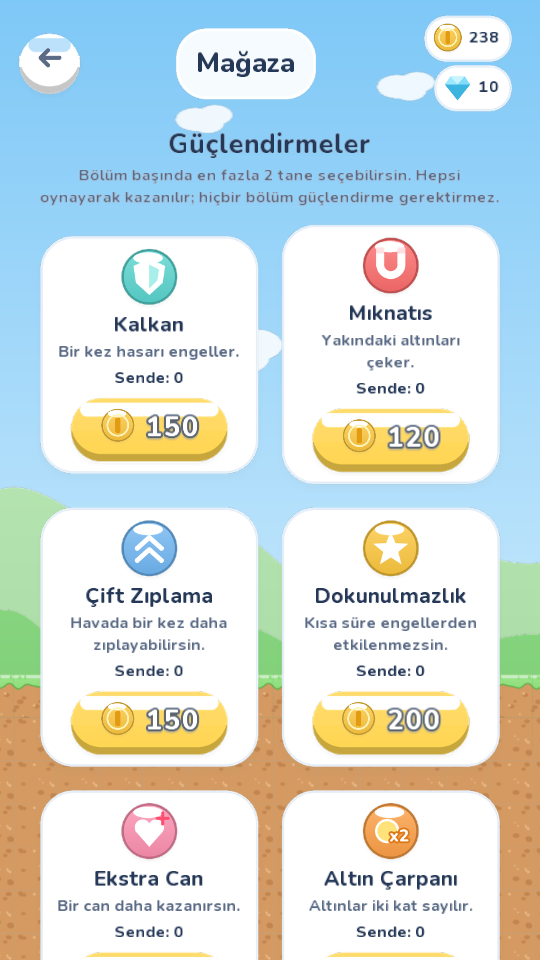 Mağaza
238
10
Güçlendirmeler
Bölüm başında en fazla 2 tane seçebilirsin. Hepsi
oynayarak kazanılır; hiçbir bölüm güçlendirme gerektirmez.
Kalkan
Bir kez hasarı engeller.
Sende: 0
150
Mıknatıs
Yakındaki altınları
çeker.
Sende: 0
120
Çift Zıplama
Havada bir kez daha
zıplayabilirsin.
Sende: 0
150
Dokunulmazlık
Kısa süre engellerden
etkilenmezsin.
Sende: 0
200
Ekstra Can
Bir can daha kazanırsın.
Sende: 0
x2
Altın Çarpanı
Altınlar iki kat sayılır.
Sende: 0